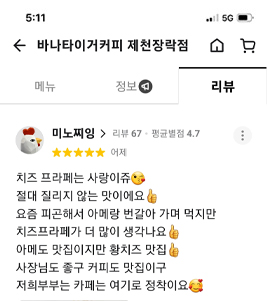 5:11 5G
바나타이거커피 제천장락점
메뉴 정보 리뷰
미노찌잉 > 리뷰 67 · 평균별점 4.7
어제
치즈 프라페는 사랑이쥬😘
절대 질리지 않는 맛이에요👍
요즘 피곤해서 아메랑 번갈아 가며 먹지만
치즈프라페가 더 많이 생각나요👍
아메도 맛집이지만 황치즈 맛집👍
사장님도 좋구 커피도 맛집이구
저희부부는 카페는 여기로 정착이요🥰